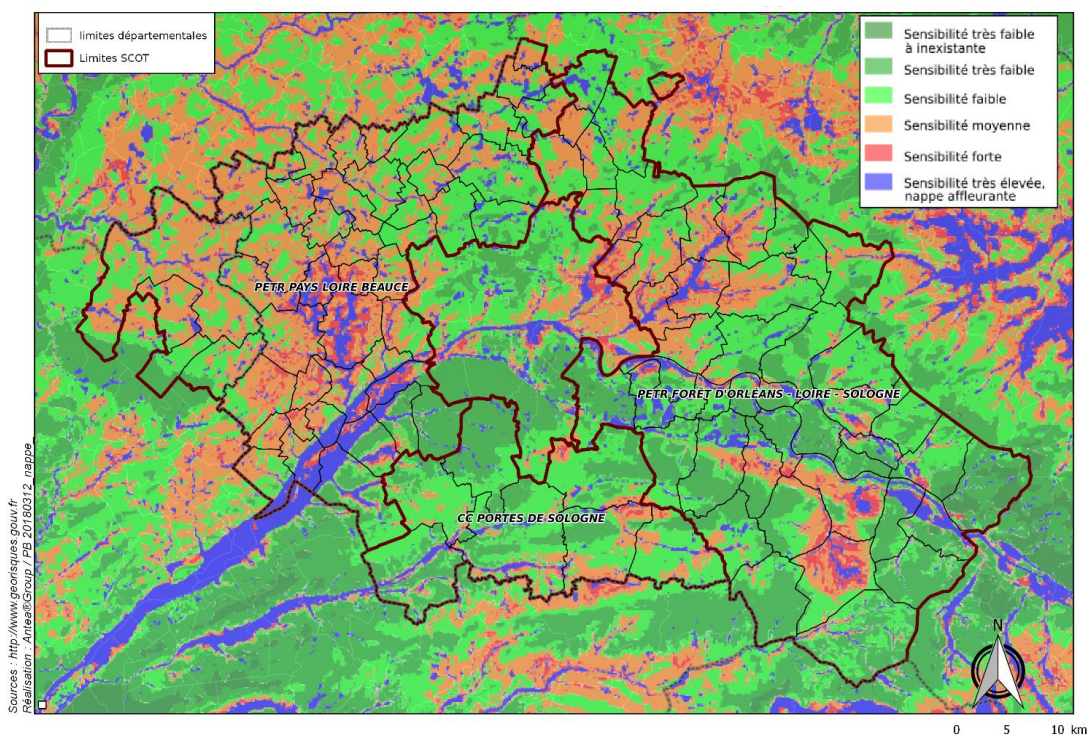 limites départementales
Limites SCOT
Sensibilité très faible
à inexistante
Sensibilité très faible
Sensibilité faible
Sensibilité moyenne
Sensibilité forte
Sensibilité très élevée,
nappe affleurante
PETR PAYS LOIRE BEAUCE
PETR FORÊT D'ORLÉANS - LOIRE - SOLOGNE
CC PORTES DE SOLOGNE
Sources : http://www.georisques.gouv.fr
Réalisation : Antea®Group / PB 20180312_nappe_
N
0 5 10 km